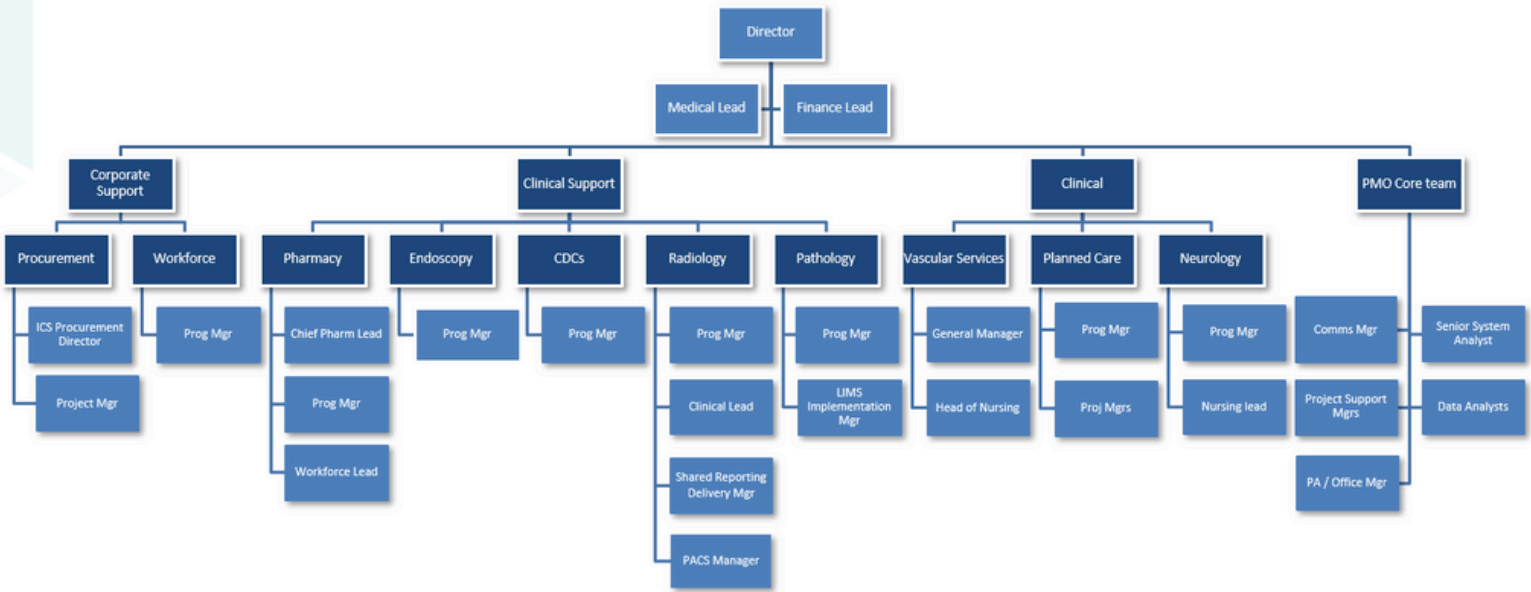 Director
Medical Lead
Finance Lead
Corporate
Support
Clinical Support
Clinical
PMO Core team
Procurement
Workforce
Pharmacy
Endoscopy
CDCs
Radiology
Pathology
Vascular Services
Planned Care
Neurology
ICS Procurement
Director
Project Mgr
Prog Mgr
Chief Pharm Lead
Prog Mgr
Workforce Lead
Prog Mgr
Prog Mgr
Prog Mgr
Clinical Lead
Shared Reporting
Delivery Mgr
PACS Manager
Prog Mgr
LIMS
Implementation
Mgr
General Manager
Head of Nursing
Prog Mgr
Proj Mgrs
Prog Mgr
Nursing lead
Comms Mgr
Senior System
Analyst
Project Support
Mgrs
Data Analysts
PA / Office Mgr